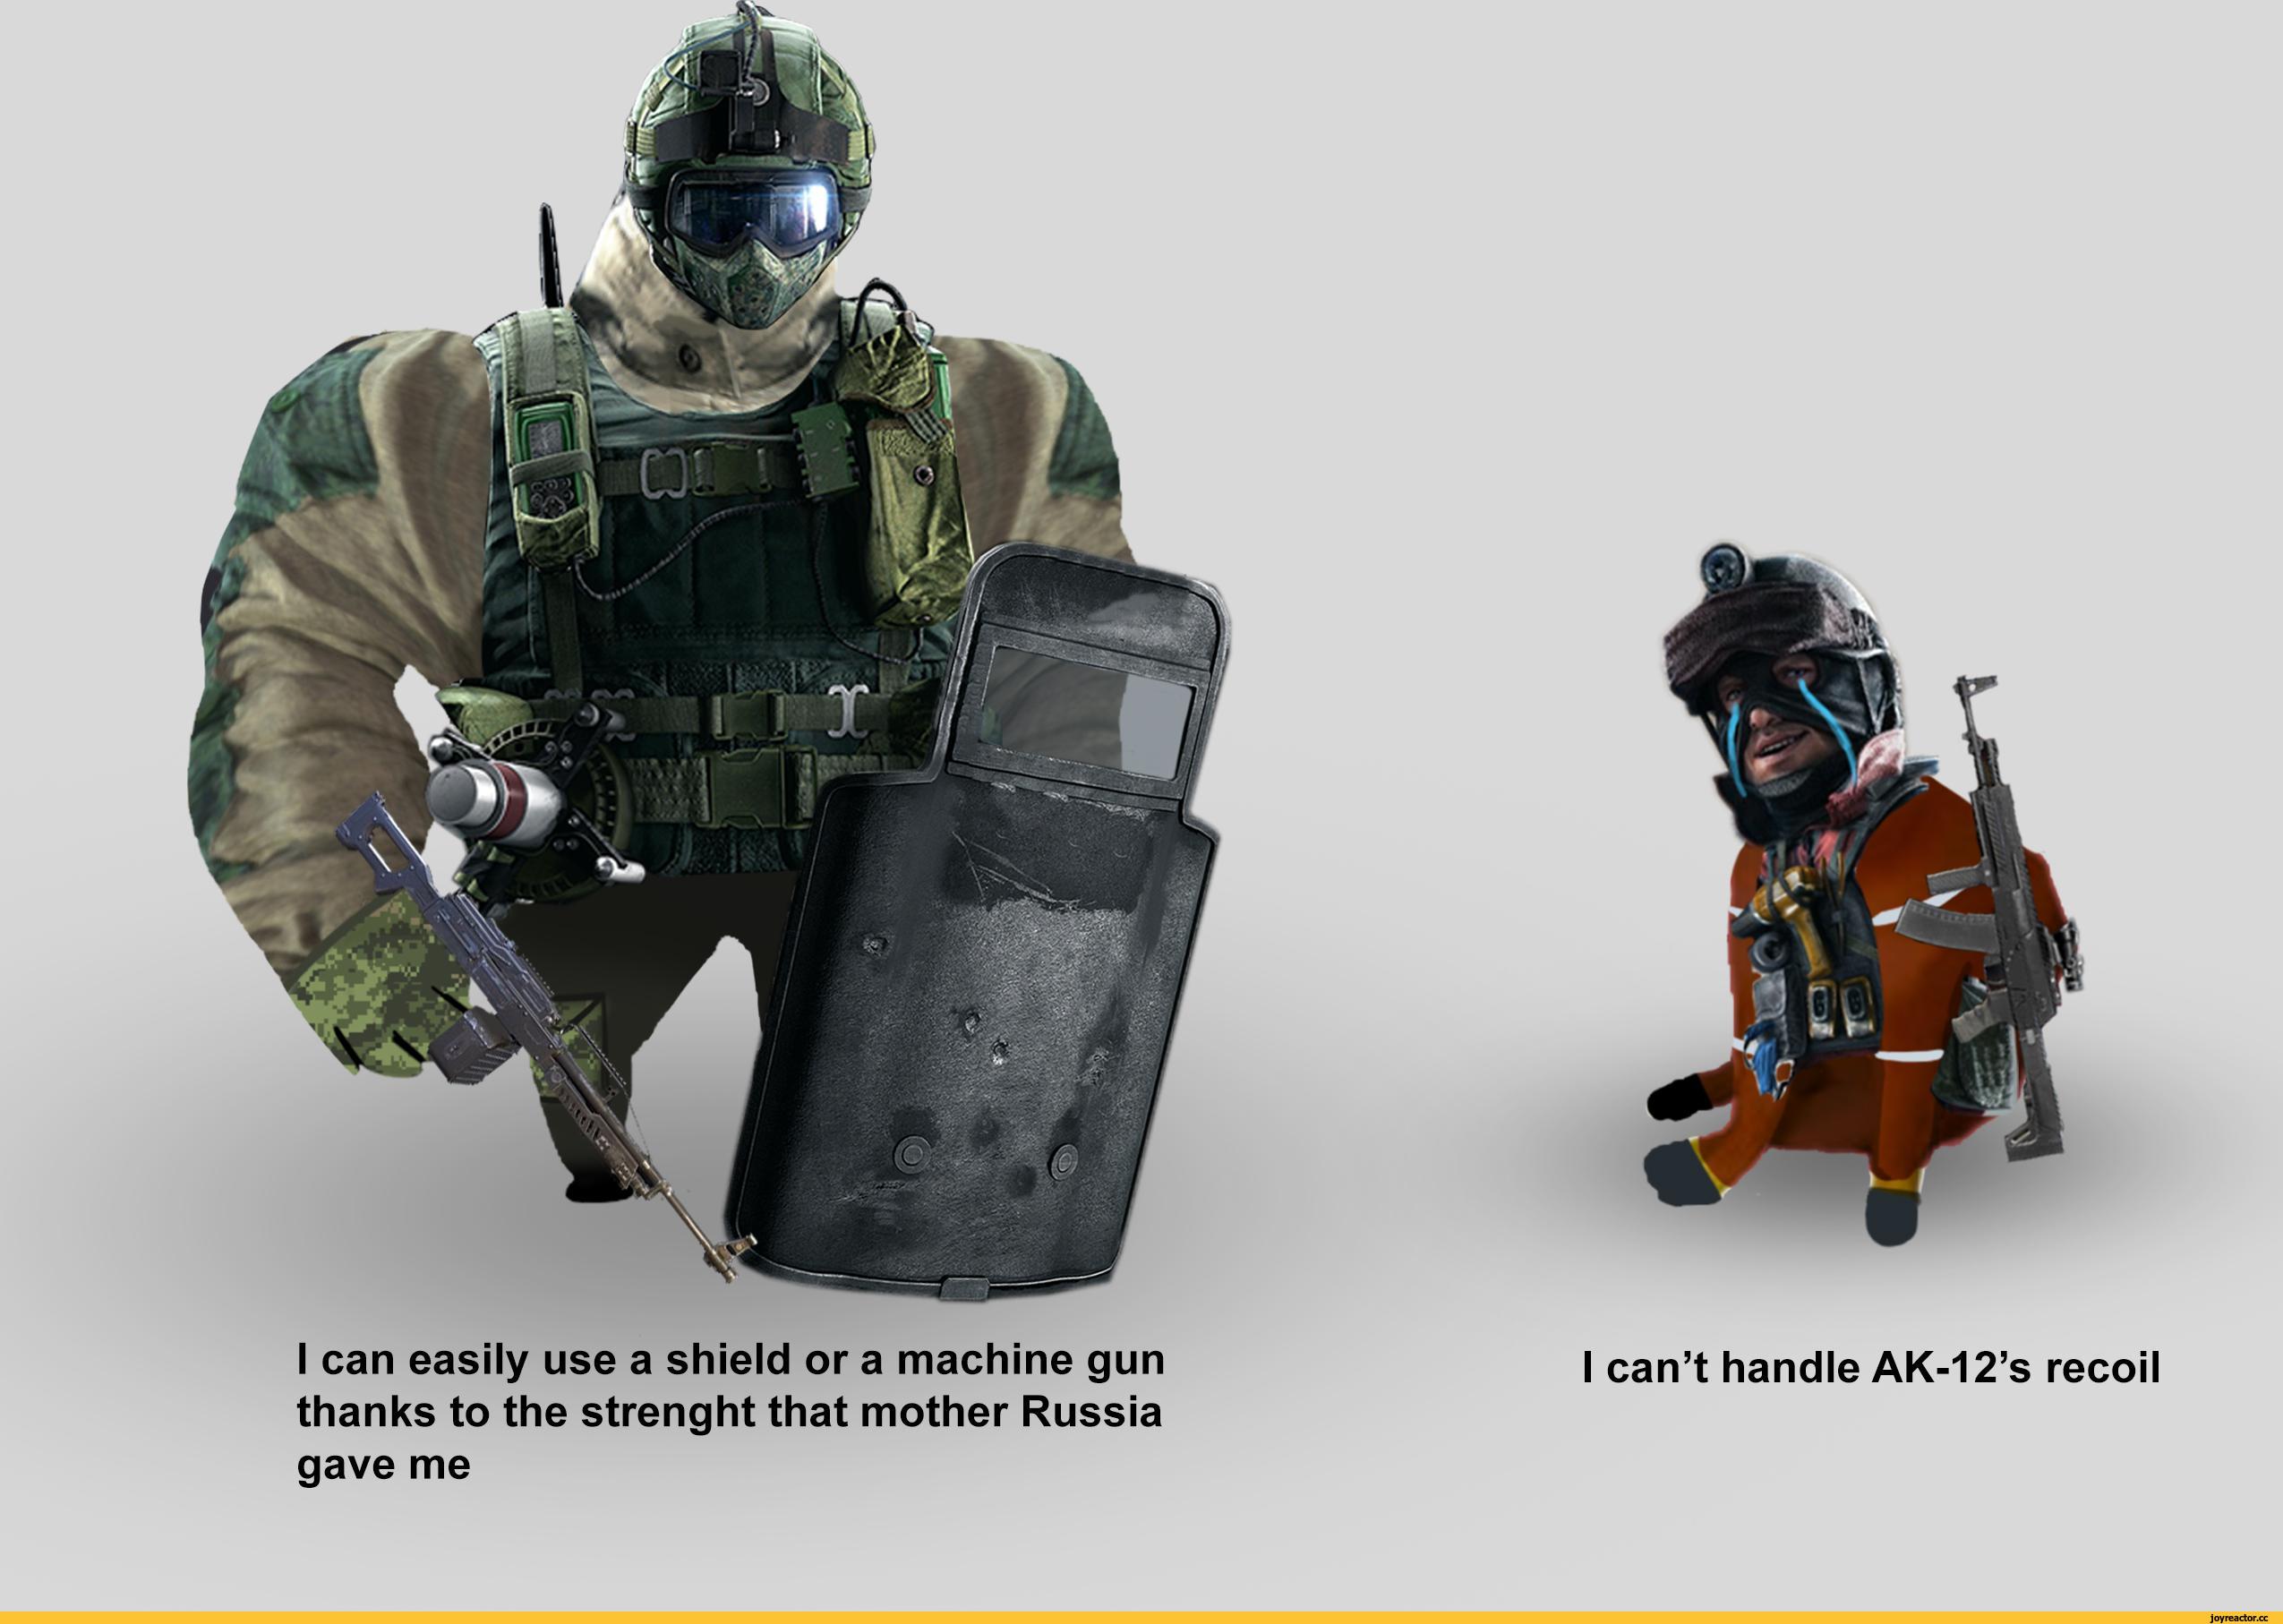 I can easily use a shield or a machine gun
thanks to the strenght that mother Russia
gave me
I can’t handle AK-12’s recoil
joyreactor.cc